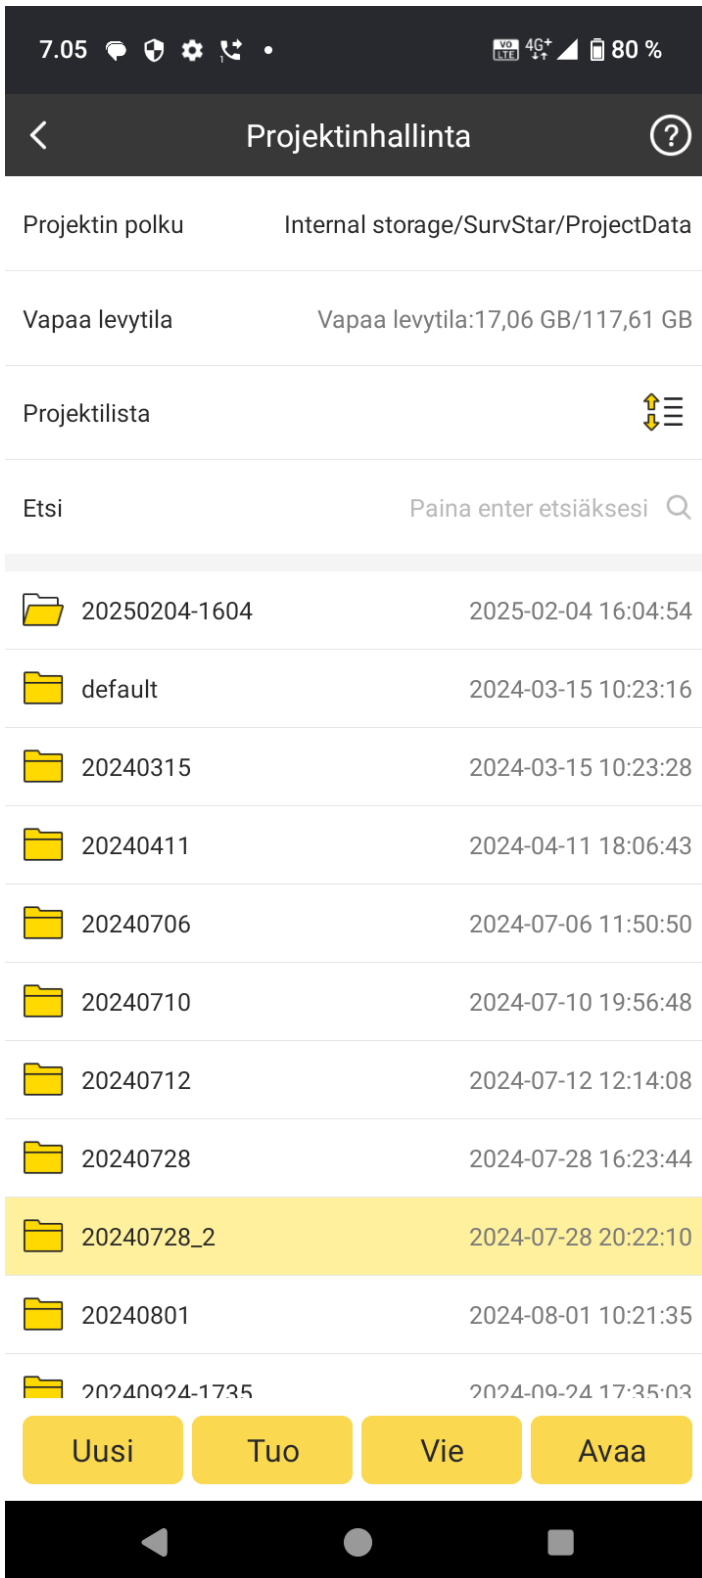 7.05 1 VO LTE 4G+ 80 %
Projektinhallinta ?
Projektin polku Internal storage/SurvStar/ProjectData
Vapaa levytila Vapaa levytila:17,06 GB/117,61 GB
Projektilista
Etsi Paina enter etsiäksesi
20250204-1604 2025-02-04 16:04:54
default 2024-03-15 10:23:16
20240315 2024-03-15 10:23:28
20240411 2024-04-11 18:06:43
20240706 2024-07-06 11:50:50
20240710 2024-07-10 19:56:48
20240712 2024-07-12 12:14:08
20240728 2024-07-28 16:23:44
20240728_2 2024-07-28 20:22:10
20240801 2024-08-01 10:21:35
20240924-1735 2024-09-24 17:35:03
Uusi Tuo Vie Avaa